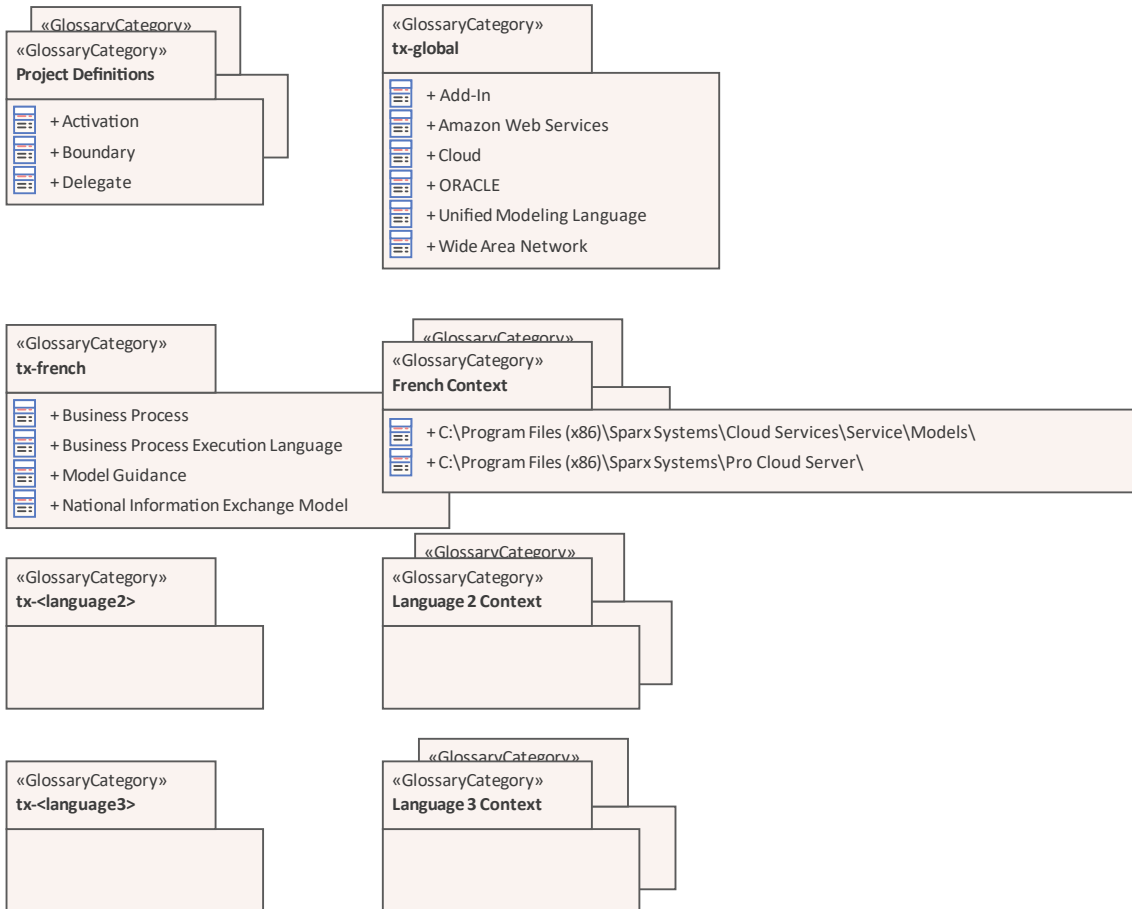 «GlossaryCategory»
«GlossaryCategory»
Project Definitions
+ Activation
+ Boundary
+ Delegate
«GlossaryCategory»
tx-global
+ Add-In
+ Amazon Web Services
+ Cloud
+ ORACLE
+ Unified Modeling Language
+ Wide Area Network
«GlossaryCategory»
tx-french
+ Business Process
+ Business Process Execution Language
+ Model Guidance
+ National Information Exchange Model
«GlossaryCategory»
«GlossaryCategory»
French Context
+ C:\Program Files (x86)\Sparx Systems\Cloud Services\Service\Models\
+ C:\Program Files (x86)\Sparx Systems\Pro Cloud Server\
«GlossaryCategory»
tx-<language2>
«GlossaryCategory»
«GlossaryCategory»
Language 2 Context
«GlossaryCategory»
tx-<language3>
«GlossaryCategory»
«GlossaryCategory»
Language 3 Context